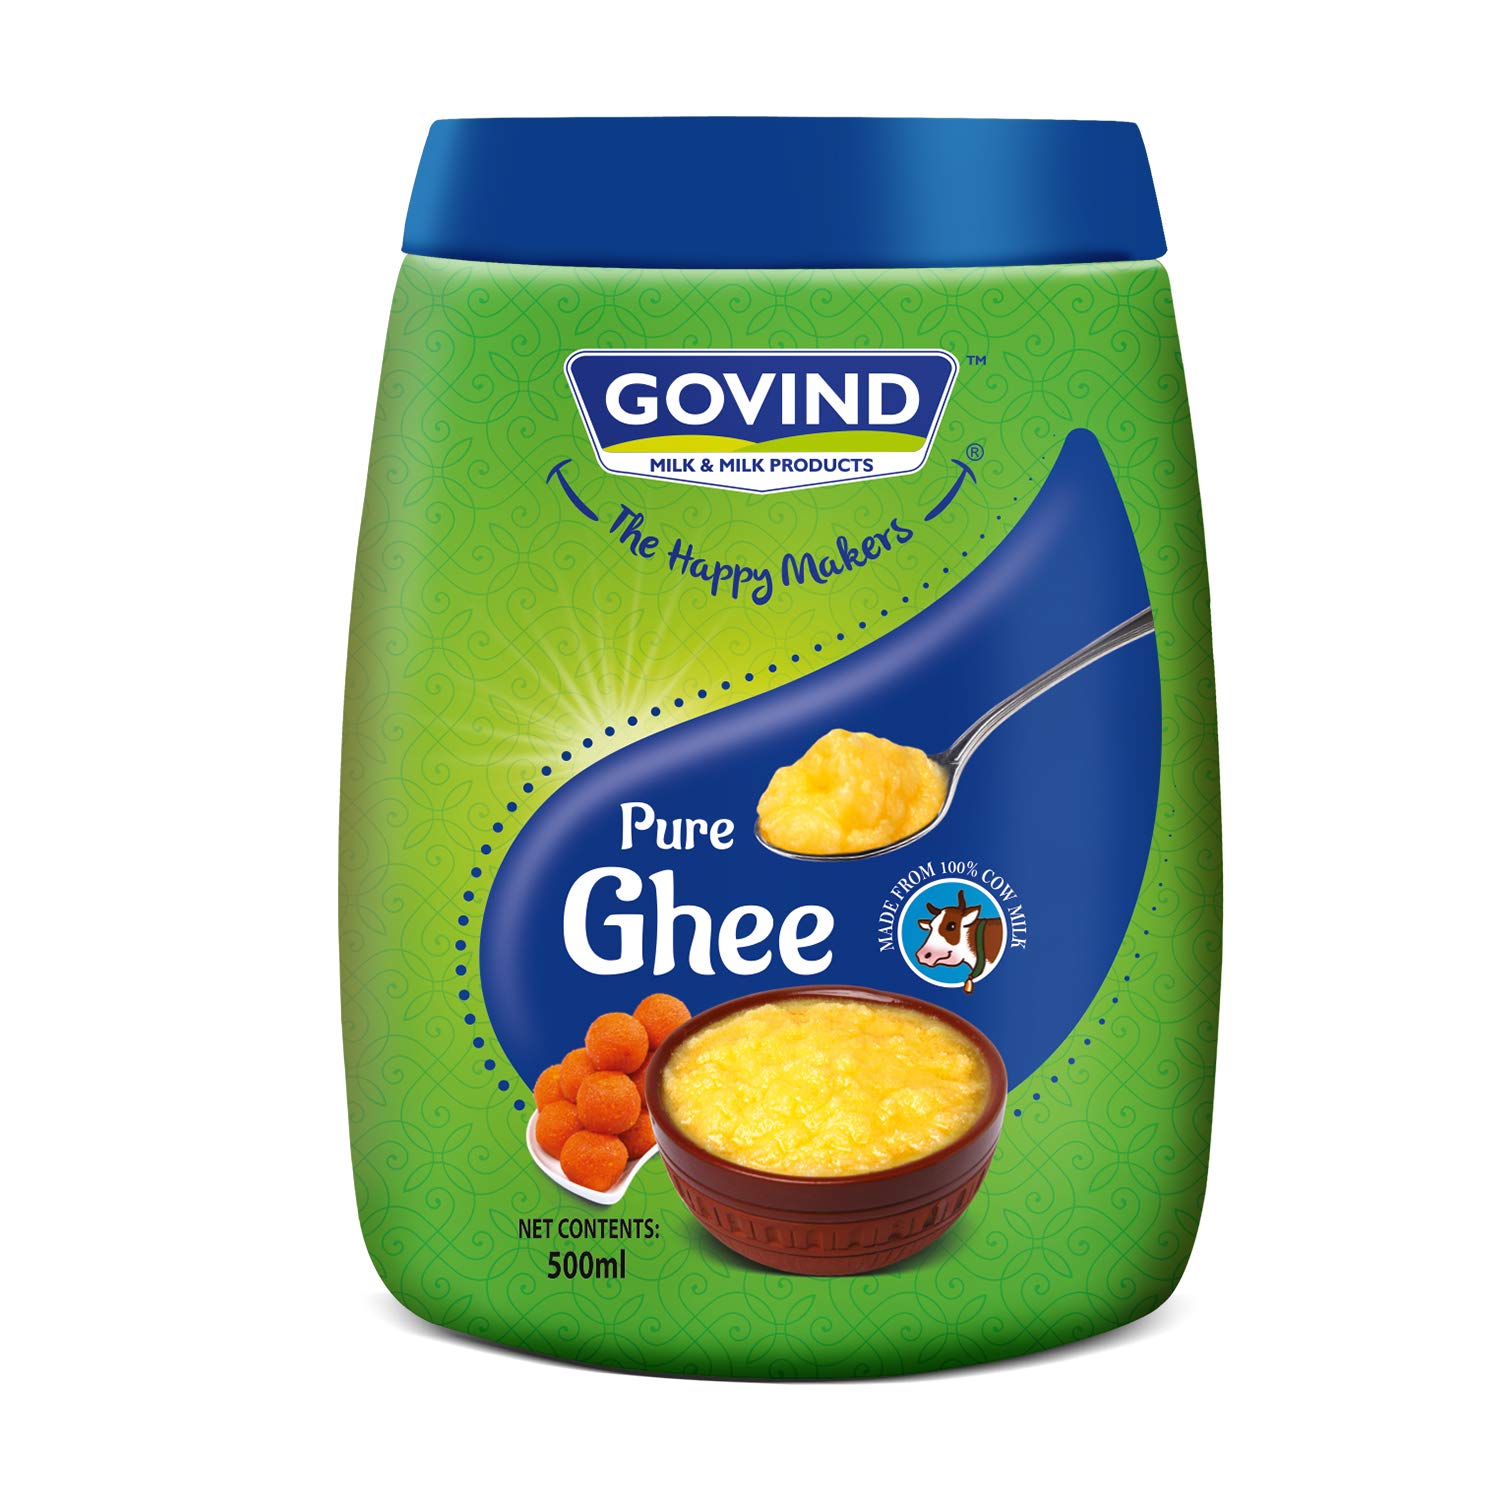 GOVIND
TM
MILK & MILK PRODUCTS
®
The Happy Makers
Pure
Ghee
MADE FROM 100% COW MILK
NET CONTENTS:
500ml